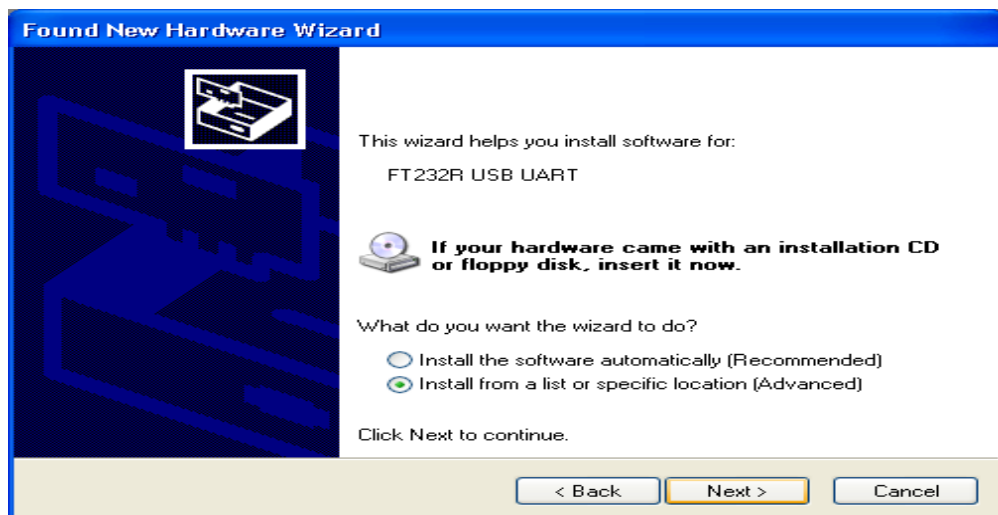 Found New Hardware Wizard
This wizard helps you install software for:
FT232R USB UART
If your hardware came with an installation CD
or floppy disk, insert it now.
What do you want the wizard to do?
Install the software automatically (Recommended)
Install from a list or specific location (Advanced)
Click Next to continue.
< Back Next > Cancel